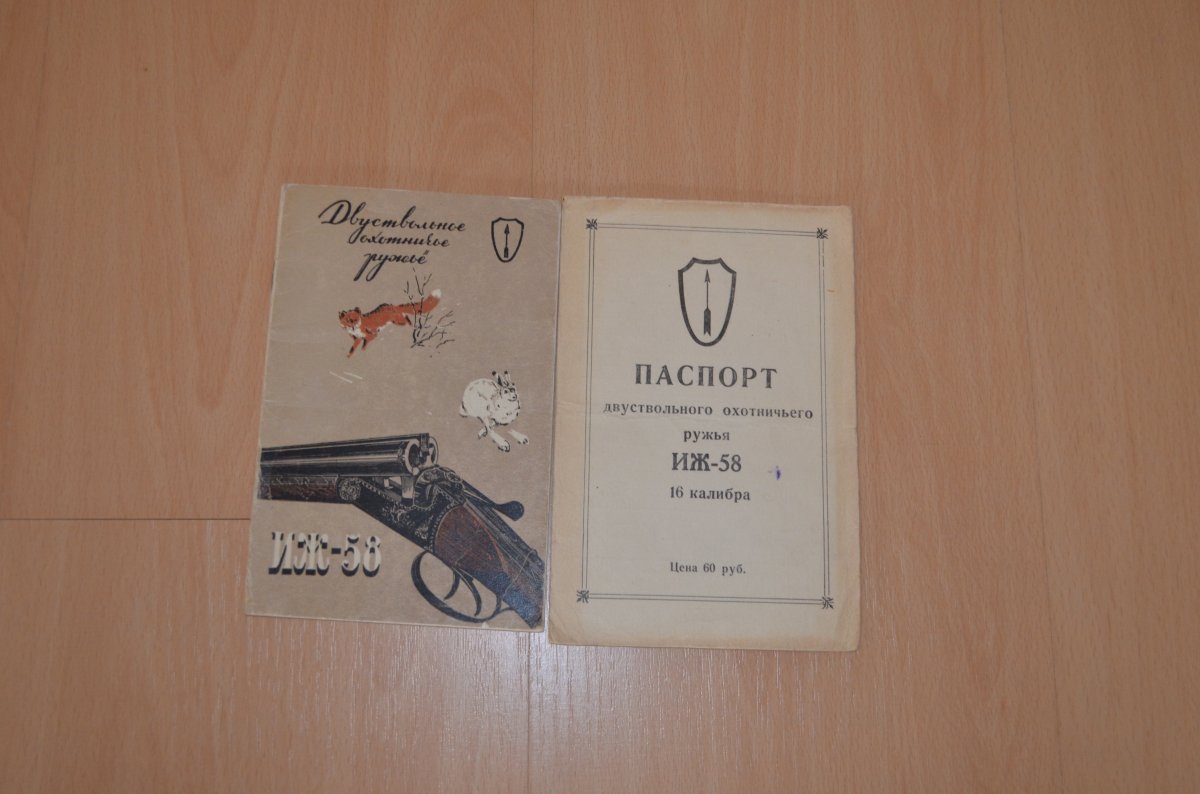 Двуствольное
охотничье
ружьё
ИЖ-58
ПАСПОРТ
двуствольного охотничьего
ружья
ИЖ-58
16 калибра
Цена 60 руб.